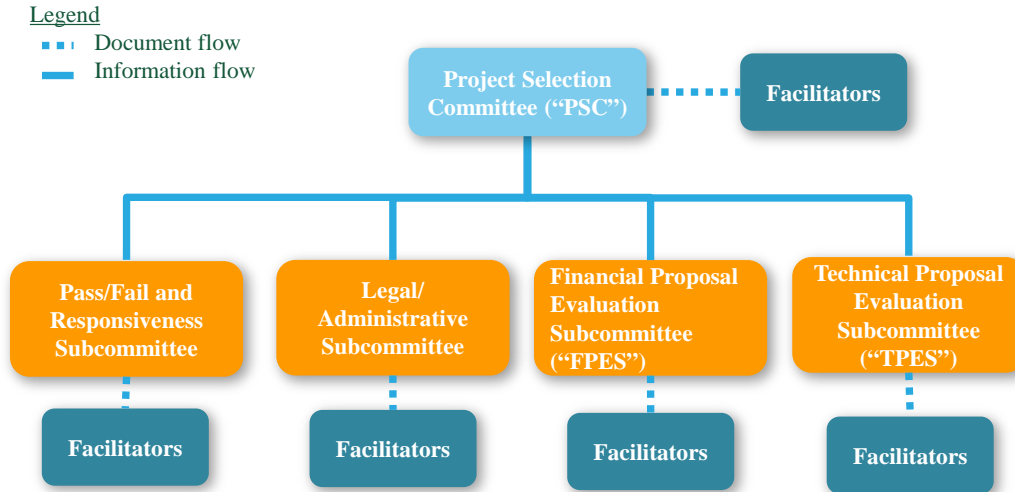 Legend
Document flow
Information flow
Project Selection
Committee (“PSC”)
Facilitators
Pass/Fail and
Responsiveness
Subcommittee
Legal/
Administrative
Subcommittee
Financial Proposal
Evaluation
Subcommittee
(“FPES”)
Technical Proposal
Evaluation
Subcommittee
(“TPES”)
Facilitators
Facilitators
Facilitators
Facilitators